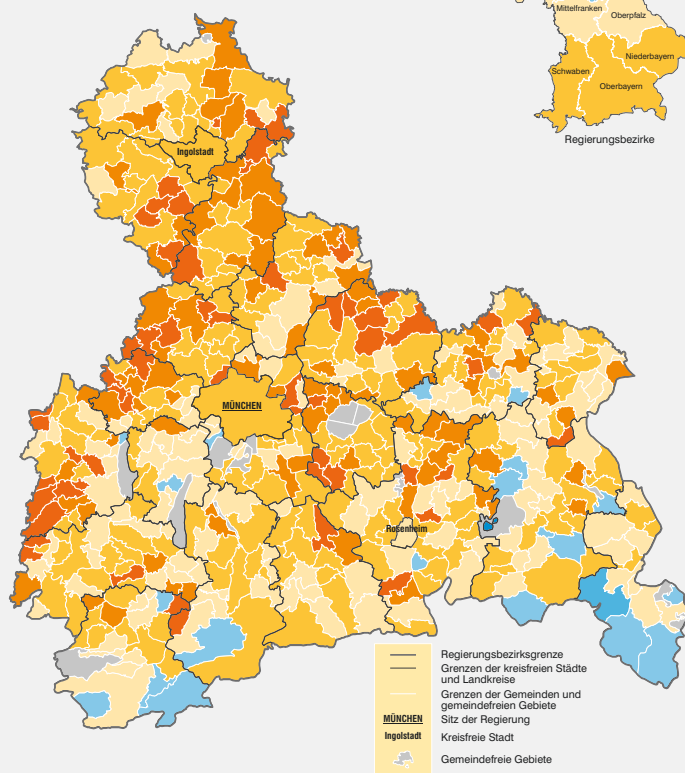 Mittelfranken
Oberpfalz
Niederbayern
Schwaben
Oberbayern
Regierungsbezirke
Ingolstadt
MÜNCHEN
Rosenheim
Regierungsbezirksgrenze
Grenzen der kreisfreien Städte
und Landkreise
Grenzen der Gemeinden und
gemeindefreien Gebiete
MÜNCHEN Sitz der Regierung
Ingolstadt Kreisfreie Stadt
Gemeindefreie Gebiete